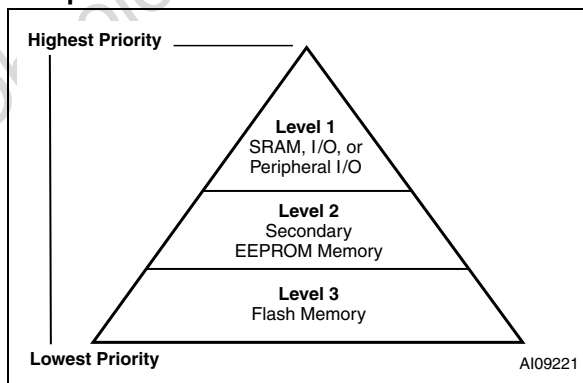 Highest Priority
Level 1
SRAM, I/O, or
Peripheral I/O
Level 2
Secondary
EEPROM Memory
Level 3
Flash Memory
Lowest Priority
AI09221